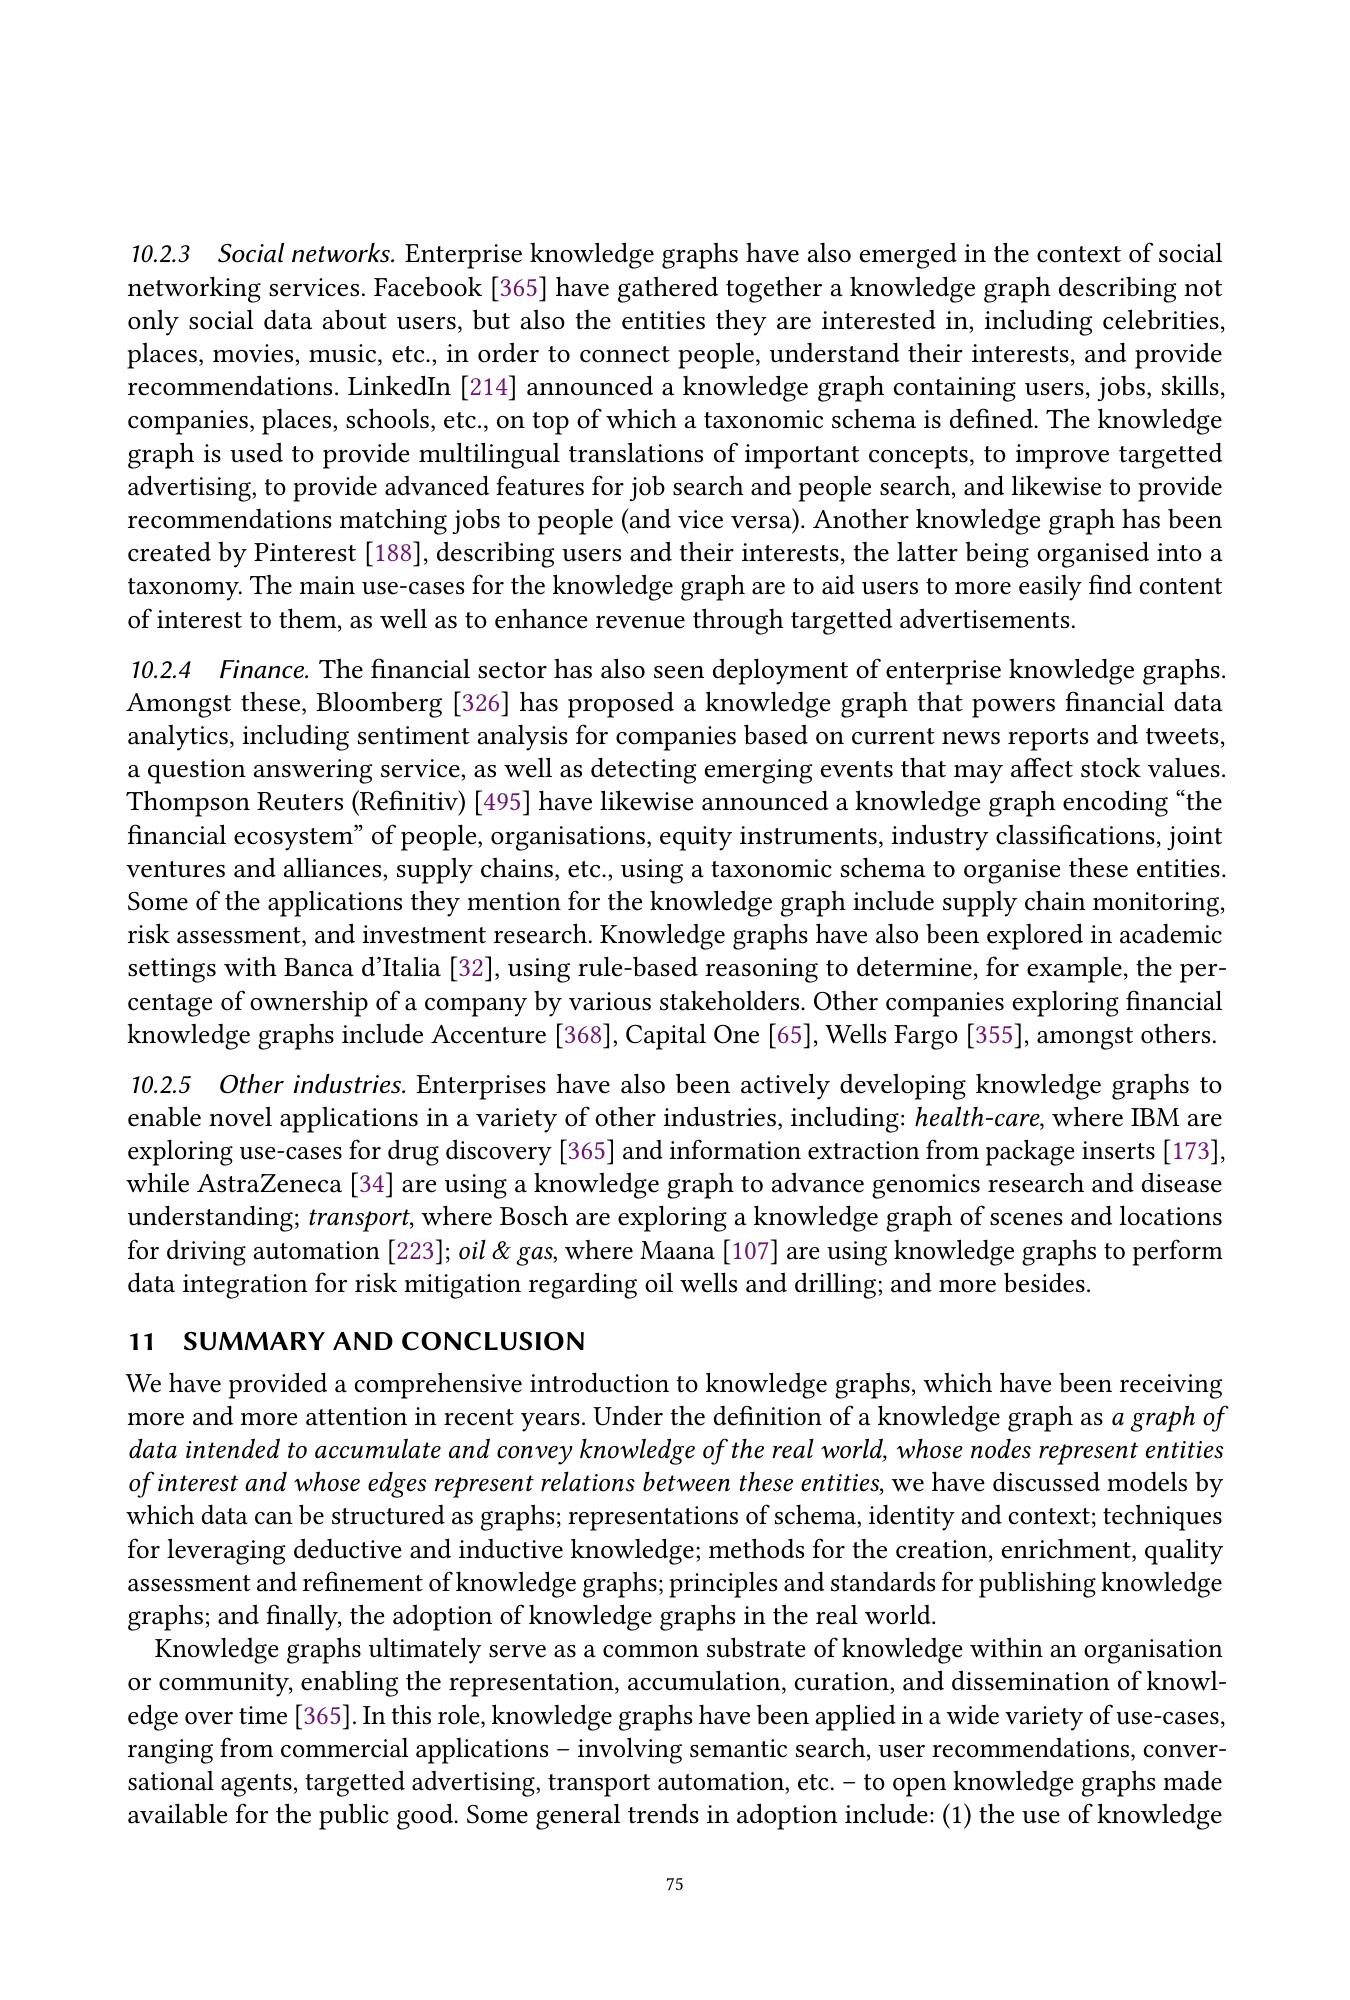 10.2.3 Social networks. Enterprise knowledge graphs have also emerged in the context of social
networking services. Facebook [365] have gathered together a knowledge graph describing not
only social data about users, but also the entities they are interested in, including celebrities,
places, movies, music, etc., in order to connect people, understand their interests, and provide
recommendations. LinkedIn [214] announced a knowledge graph containing users, jobs, skills,
companies, places, schools, etc., on top of which a taxonomic schema is defined. The knowledge
graph is used to provide multilingual translations of important concepts, to improve targetted
advertising, to provide advanced features for job search and people search, and likewise to provide
recommendations matching jobs to people (and vice versa). Another knowledge graph has been
created by Pinterest [188], describing users and their interests, the latter being organised into a
taxonomy. The main use-cases for the knowledge graph are to aid users to more easily find content
of interest to them, as well as to enhance revenue through targetted advertisements.
10.2.4 Finance. The financial sector has also seen deployment of enterprise knowledge graphs.
Amongst these, Bloomberg [326] has proposed a knowledge graph that powers financial data
analytics, including sentiment analysis for companies based on current news reports and tweets,
a question answering service, as well as detecting emerging events that may affect stock values.
Thompson Reuters (Refinitiv) [495] have likewise announced a knowledge graph encoding “the
financial ecosystem” of people, organisations, equity instruments, industry classifications, joint
ventures and alliances, supply chains, etc., using a taxonomic schema to organise these entities.
Some of the applications they mention for the knowledge graph include supply chain monitoring,
risk assessment, and investment research. Knowledge graphs have also been explored in academic
settings with Banca d’Italia [32], using rule-based reasoning to determine, for example, the per-
centage of ownership of a company by various stakeholders. Other companies exploring financial
knowledge graphs include Accenture [368], Capital One [65], Wells Fargo [355], amongst others.
10.2.5 Other industries. Enterprises have also been actively developing knowledge graphs to
enable novel applications in a variety of other industries, including: health-care, where IBM are
exploring use-cases for drug discovery [365] and information extraction from package inserts [173],
while AstraZeneca [34] are using a knowledge graph to advance genomics research and disease
understanding; transport, where Bosch are exploring a knowledge graph of scenes and locations
for driving automation [223]; oil & gas, where Maana [107] are using knowledge graphs to perform
data integration for risk mitigation regarding oil wells and drilling; and more besides.
11 SUMMARY AND CONCLUSION
We have provided a comprehensive introduction to knowledge graphs, which have been receiving
more and more attention in recent years. Under the definition of a knowledge graph as a graph of
data intended to accumulate and convey knowledge of the real world, whose nodes represent entities
of interest and whose edges represent relations between these entities, we have discussed models by
which data can be structured as graphs; representations of schema, identity and context; techniques
for leveraging deductive and inductive knowledge; methods for the creation, enrichment, quality
assessment and refinement of knowledge graphs; principles and standards for publishing knowledge
graphs; and finally, the adoption of knowledge graphs in the real world.
Knowledge graphs ultimately serve as a common substrate of knowledge within an organisation
or community, enabling the representation, accumulation, curation, and dissemination of knowl-
edge over time [365]. In this role, knowledge graphs have been applied in a wide variety of use-cases,
ranging from commercial applications – involving semantic search, user recommendations, conver-
sational agents, targetted advertising, transport automation, etc. – to open knowledge graphs made
available for the public good. Some general trends in adoption include: (1) the use of knowledge
75